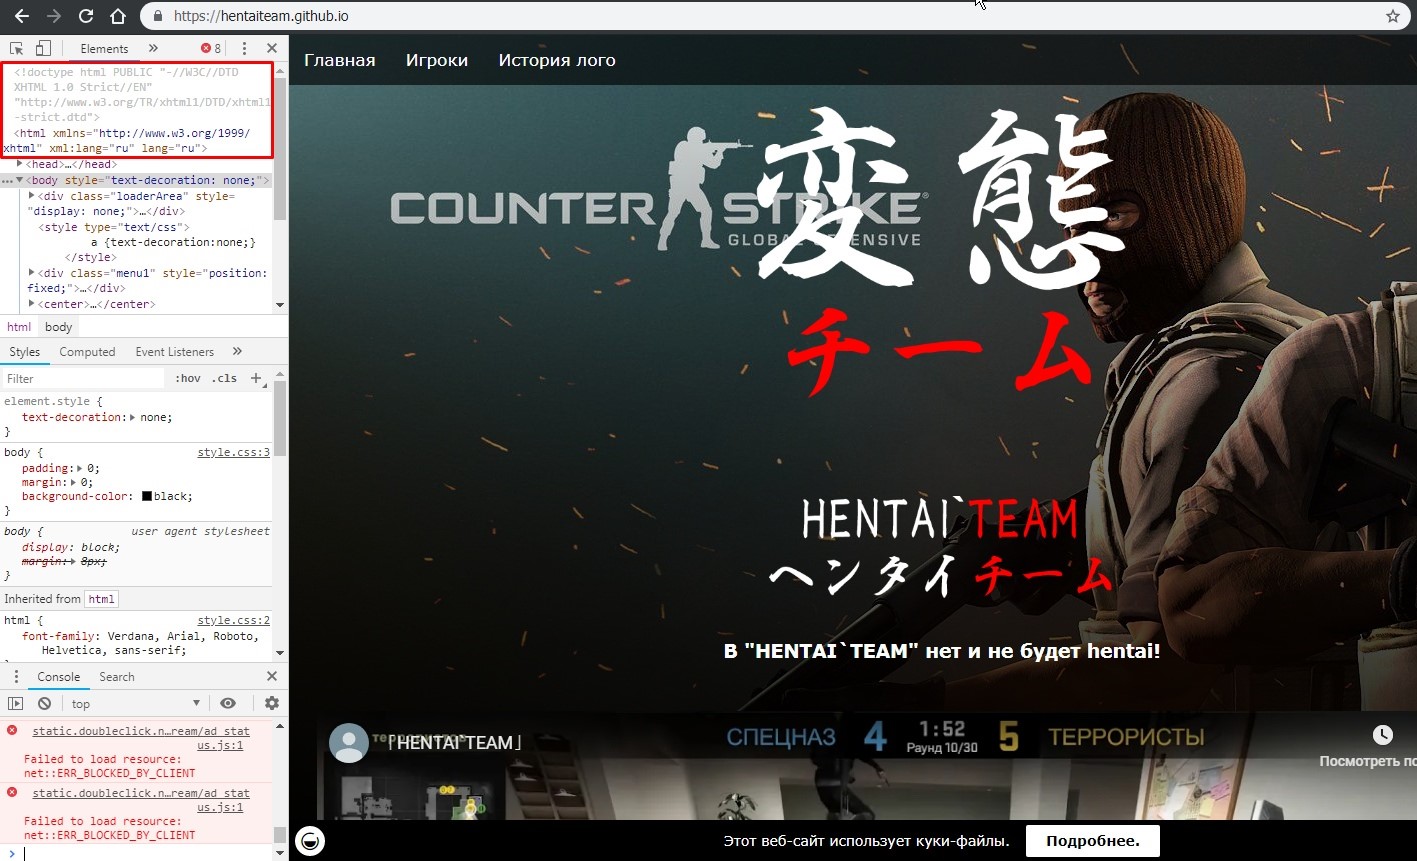 https://hentaiteam.github.io
Elements » 8
<!doctype html PUBLIC "-//W3C//DTD
XHTML 1.0 Strict//EN"
"http://www.w3.org/TR/xhtml1/DTD/xhtml1
-strict.dtd">
<html xmlns="http://www.w3.org/1999/
xhtml" xml:lang="ru" lang="ru">
<head>…</head>
<body style="text-decoration: none;">
<div class="loaderArea" style=
"display: none;">…</div>
<style type="text/css">
a {text-decoration:none;}
</style>
<div class="menu1" style="position:
fixed;">…</div>
<center>…</center>
html body
Styles Computed Event Listeners »
Filter :hov .cls +
element.style {
text-decoration: none;
}
body { style.css:3
padding: 0;
margin: 0;
background-color: black;
}
body { user agent stylesheet
display: block;
margin: 8px;
}
Inherited from html
html { style.css:2
font-family: Verdana, Arial, Roboto,
Helvetica, sans-serif;
Console Search
top
static.doubleclick.n…ream/ad_stat
us.js:1
Failed to load resource:
net::ERR_BLOCKED_BY_CLIENT
static.doubleclick.n…ream/ad_stat
us.js:1
Failed to load resource:
net::ERR_BLOCKED_BY_CLIENT
Главная Игроки История лого
COUNTER STRIKE®
GLOBAL OFFENSIVE
変態
チーム
HENTAI`TEAM
ヘンタイチーム
В "HENTAI`TEAM" нет и не будет hentai!
「HENTAI`TEAM」
СПЕЦНАЗ 4 1:52 5 ТЕРРОРИСТЫ
Раунд 10/30
Посмотреть по
Этот веб-сайт использует куки-файлы. Подробнее.